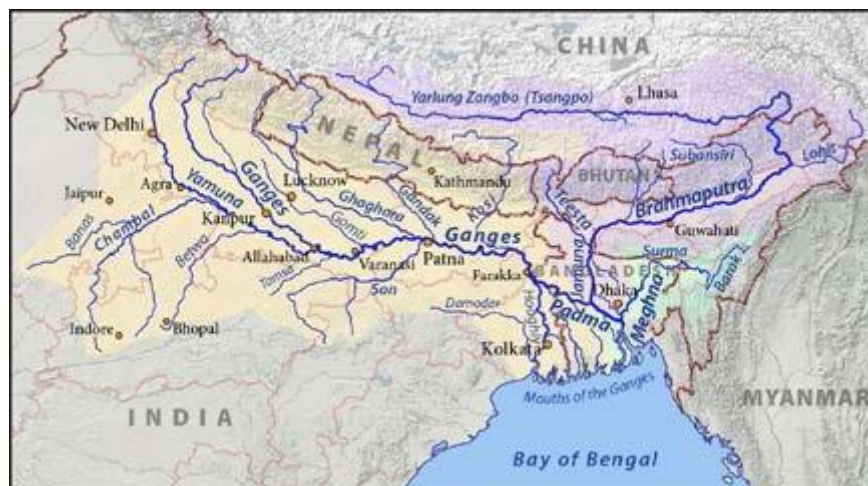 CHINA
Yarlung Zangbo (Tsangpo)
Lhasa
New Delhi
NEPAL
Subansiri
Lohit
BHUTAN
Jaipur
Agra
Yamuna
Ganges
Lucknow
Kathmandu
Ghaghara
Gandak
Kosi
Teesta
Brahmaputra
Guwahati
Banas
Chambal
Kanpur
Gomti
Betwa
Allahabad
Varanasi
Patna
Ganges
Jamuna
Surma
Barak R.
Tamsa
Son
Farakka
BANGLADESH
Dhaka
Meghna
Padma
Damodar
Hooghly
Indore
Bhopal
Kolkata
Mouths of the Ganges
INDIA
MYANMAR
Bay of Bengal